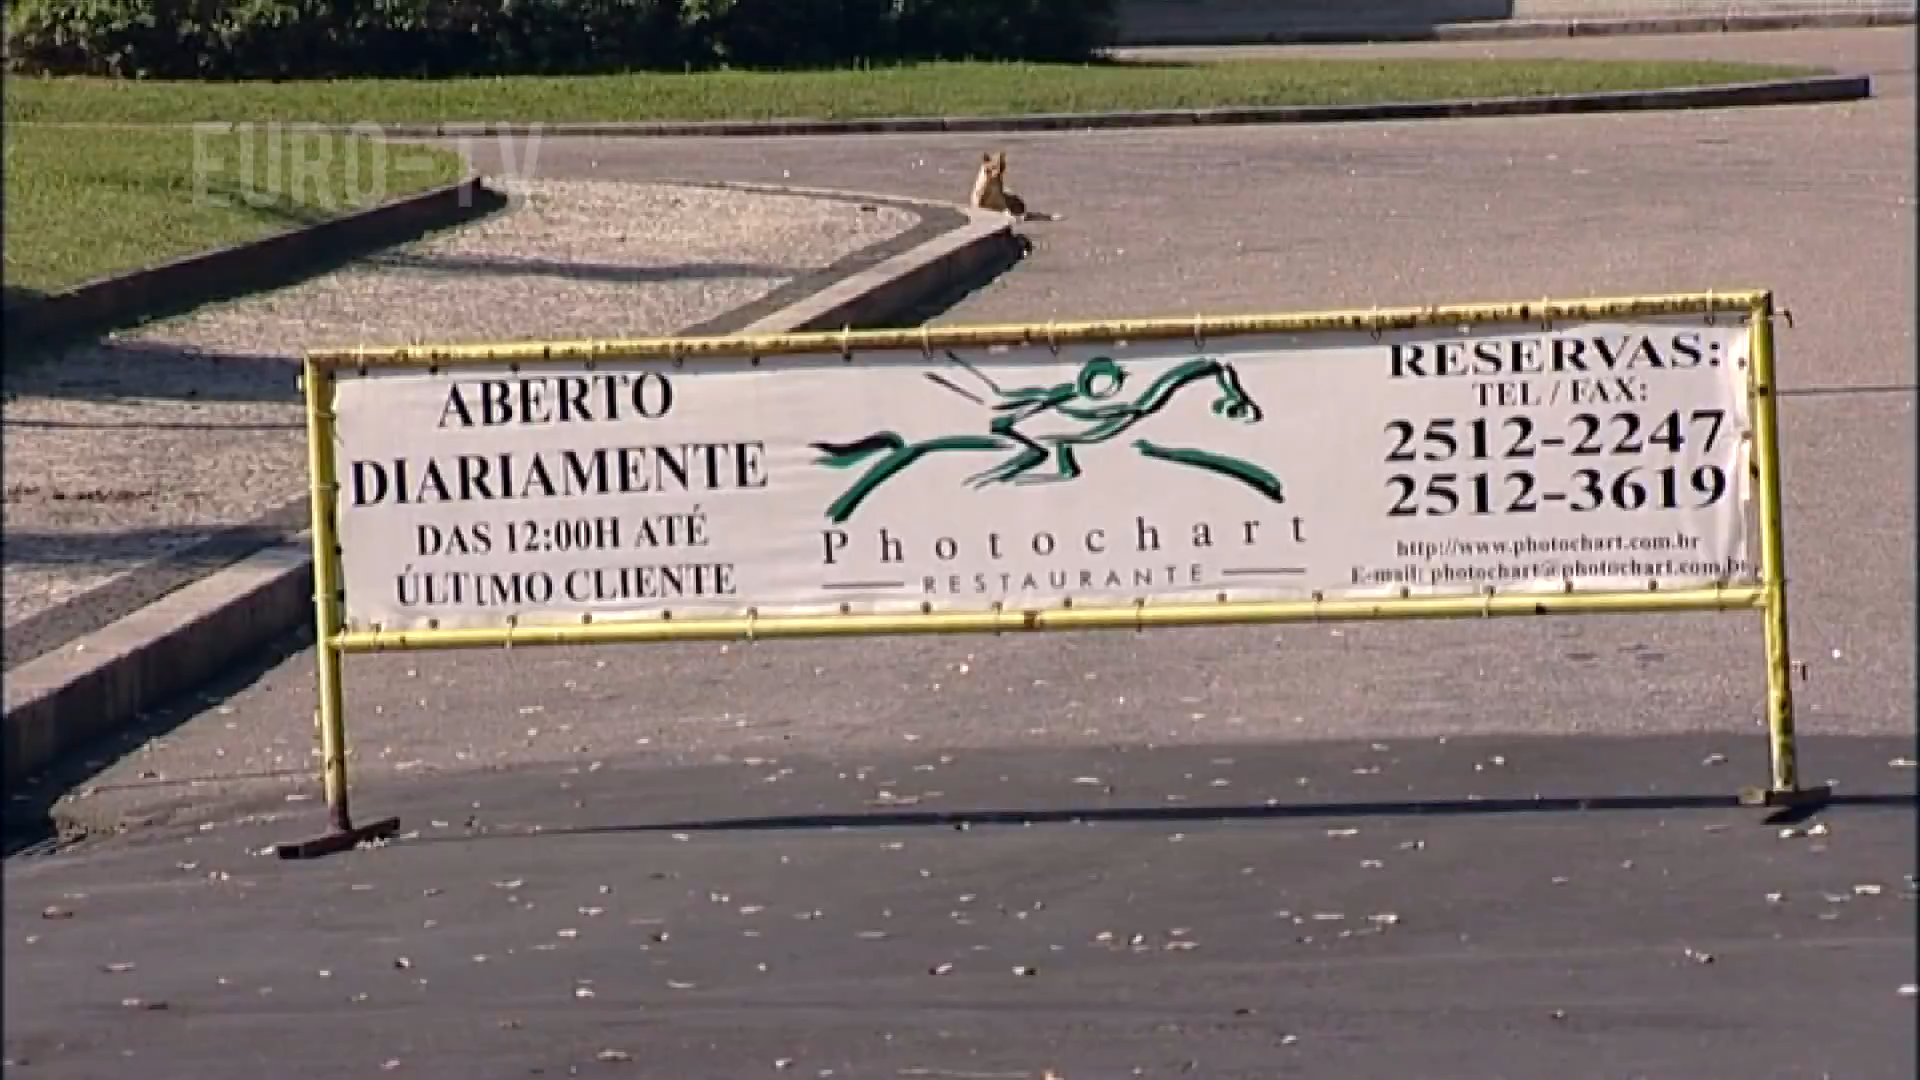 EURO-TV
ABERTO
DIARIAMENTE
DAS 12:00H ATÉ
ÚLTIMO CLIENTE
Photochart
RESTAURANTE
RESERVAS:
TEL / FAX:
2512-2247
2512-3619
http://www.photochart.com.br
E-mail: photochart@photochart.com.br